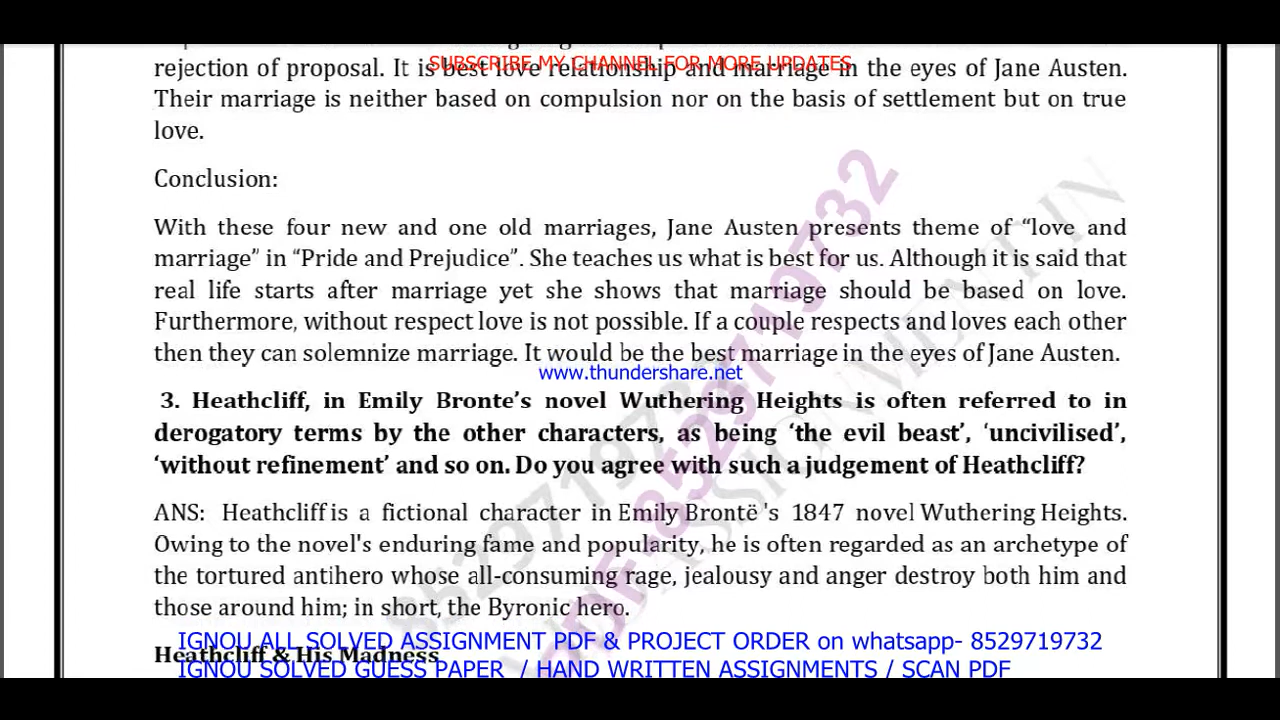 SUBSCRIBE MY CHANNEL FOR MORE UPDATES
rejection of proposal. It is best love relationship and marriage in the eyes of Jane Austen.
Their marriage is neither based on compulsion nor on the basis of settlement but on true
love.
Conclusion:
With these four new and one old marriages, Jane Austen presents theme of “love and
marriage” in “Pride and Prejudice”. She teaches us what is best for us. Although it is said that
real life starts after marriage yet she shows that marriage should be based on love.
Furthermore, without respect love is not possible. If a couple respects and loves each other
then they can solemnize marriage. It would be the best marriage in the eyes of Jane Austen.
www.thundershare.net
3. Heathcliff, in Emily Bronte’s novel Wuthering Heights is often referred to in
derogatory terms by the other characters, as being ‘the evil beast’, ‘uncivilised’,
‘without refinement’ and so on. Do you agree with such a judgement of Heathcliff?
ANS: Heathcliff is a fictional character in Emily Brontë 's 1847 novel Wuthering Heights.
Owing to the novel's enduring fame and popularity, he is often regarded as an archetype of
the tortured antihero whose all-consuming rage, jealousy and anger destroy both him and
those around him; in short, the Byronic hero.
IGNOU ALL SOLVED ASSIGNMENT PDF & PROJECT ORDER on whatsapp- 8529719732
Heathcliff & His Madness
IGNOU SOLVED GUESS PAPER / HAND WRITTEN ASSIGNMENTS / SCAN PDF
PDF-8529719732